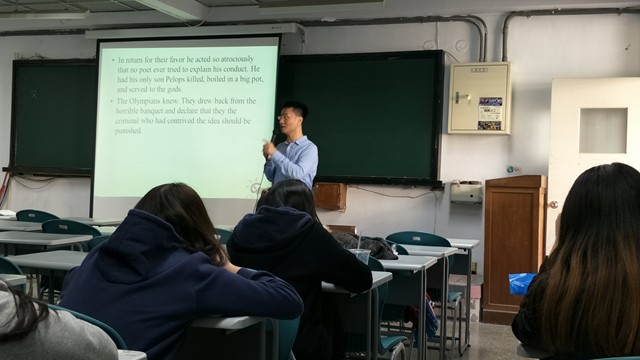 • In return for their favor he acted so atrociously
that no poet ever tried to explain his conduct. He
had his only son Pelops killed, boiled in a big pot,
and served to the gods.
• The Olympians knew. They drew back from the
horrible banquet and declare that they the
criminal who had contrived the idea should be
punished.